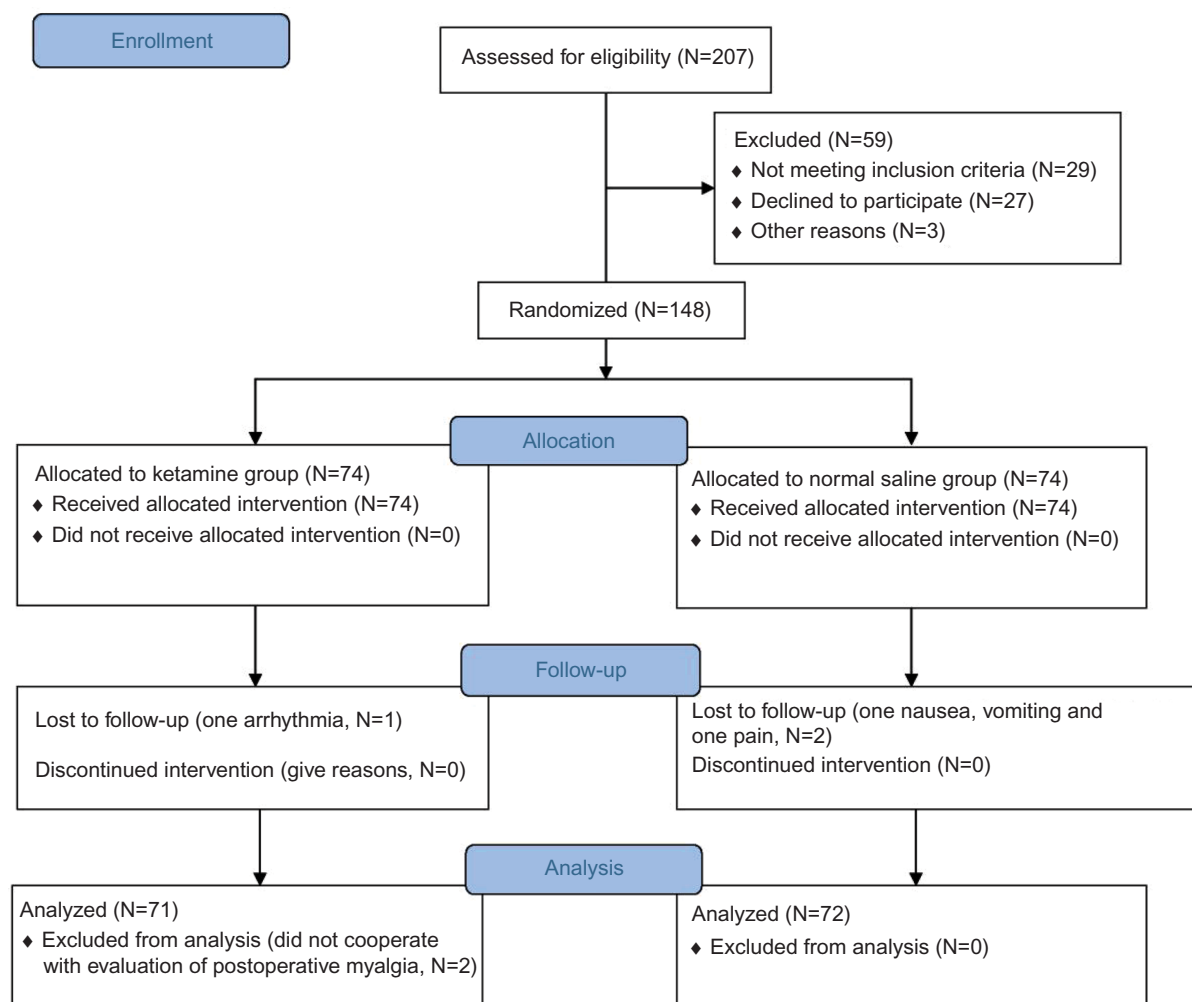 Enrollment
Assessed for eligibility (N=207)
Excluded (N=59)
♦ Not meeting inclusion criteria (N=29)
♦ Declined to participate (N=27)
♦ Other reasons (N=3)
Randomized (N=148)
Allocation
Allocated to ketamine group (N=74)
♦ Received allocated intervention (N=74)
♦ Did not receive allocated intervention (N=0)
Allocated to normal saline group (N=74)
♦ Received allocated intervention (N=74)
♦ Did not receive allocated intervention (N=0)
Follow-up
Lost to follow-up (one arrhythmia, N=1)
Discontinued intervention (give reasons, N=0)
Lost to follow-up (one nausea, vomiting and
one pain, N=2)
Discontinued intervention (N=0)
Analysis
Analyzed (N=71)
♦ Excluded from analysis (did not cooperate
with evaluation of postoperative myalgia, N=2)
Analyzed (N=72)
♦ Excluded from analysis (N=0)